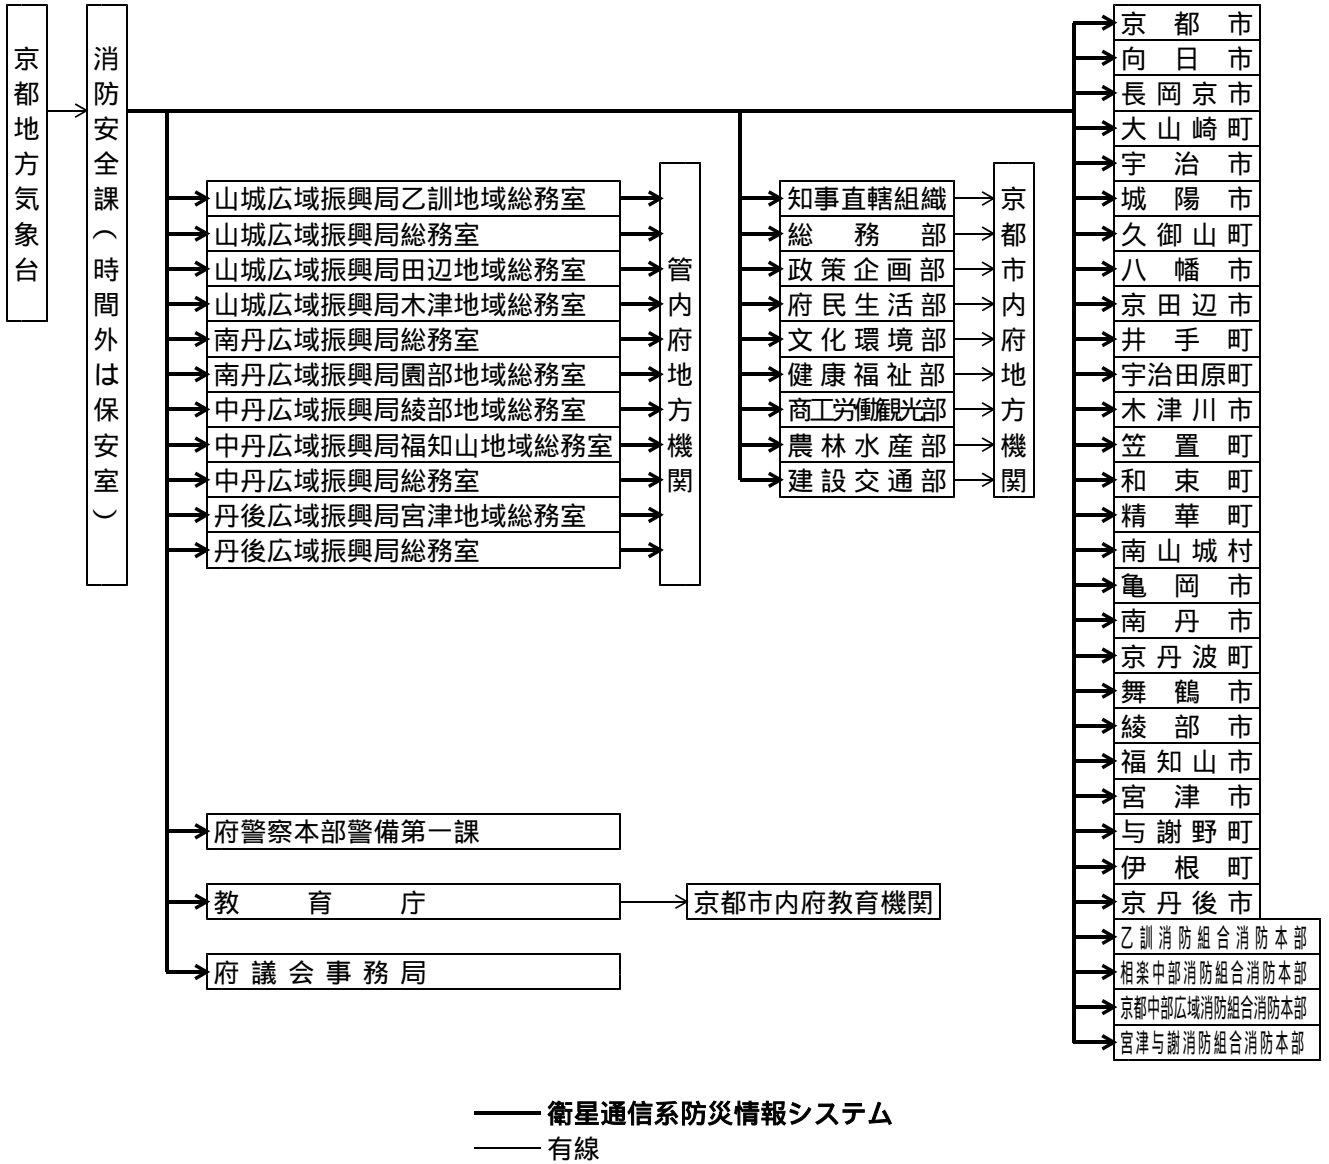 京都地方気象台
消防安全課(時間外は保安室)
山城広域振興局乙訓地域総務室
山城広域振興局総務室
山城広域振興局田辺地域総務室
山城広域振興局木津地域総務室
南丹広域振興局総務室
南丹広域振興局園部地域総務室
中丹広域振興局綾部地域総務室
中丹広域振興局福知山地域総務室
中丹広域振興局総務室
丹後広域振興局宮津地域総務室
丹後広域振興局総務室
管内府地方機関
府警察本部警備第一課
教育庁
京都市内府教育機関
府議会事務局
知事直轄組織
総務部
政策企画部
府民生活部
文化環境部
健康福祉部
商工労働観光部
農林水産部
建設交通部
京都市内府地方機関
京都市
向日市
長岡京市
大山崎町
宇治市
城陽市
久御山町
八幡市
京田辺市
井手町
宇治田原町
木津川市
笠置町
和束町
精華町
南山城村
亀岡市
南丹市
京丹波町
舞鶴市
綾部市
福知山市
宮津市
与謝野町
伊根町
京丹後市
乙訓消防組合消防本部
相楽中部消防組合消防本部
京都中部広域消防組合消防本部
宮津与謝消防組合消防本部
衛星通信系防災情報システム
有線